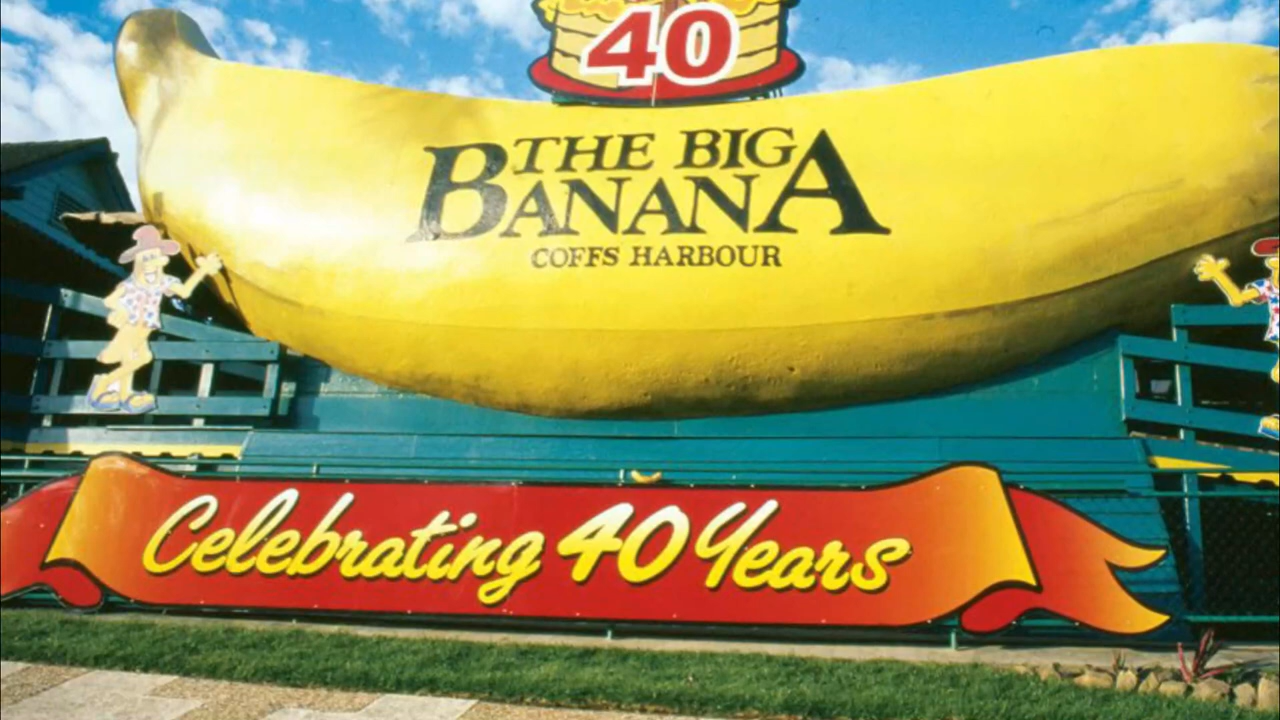 40
THE BIG
BANANA
COFFS HARBOUR
Celebrating 40 Years